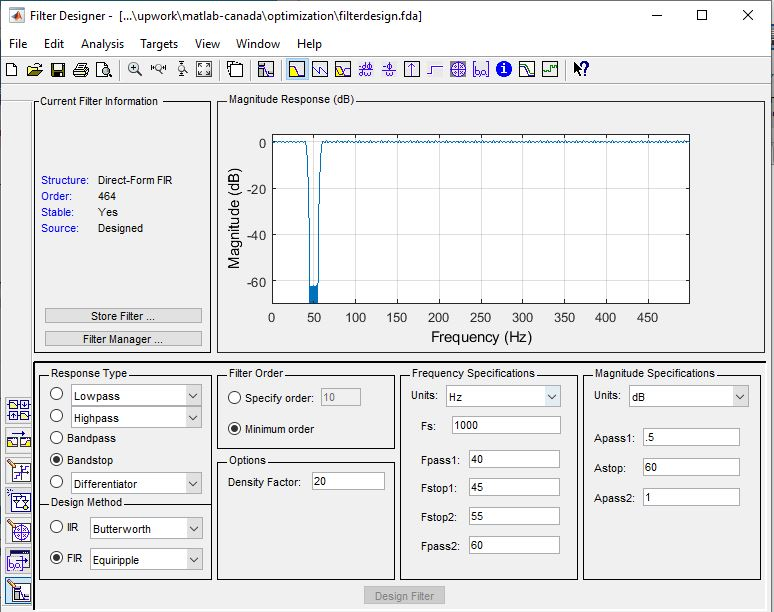 Filter Designer -  [...\upwork\matlab-canada\optimization\filterdesign.fda]
File Edit Analysis Targets View Window Help
Current Filter Information
Structure: Direct-Form FIR
Order: 464
Stable: Yes
Source: Designed
Store Filter ...
Filter Manager ...
Magnitude Response (dB)
Magnitude (dB)
0
-20
-40
-60
0 50 100 150 200 250 300 350 400 450
Frequency (Hz)
Response Type
Lowpass
Highpass
Bandpass
Bandstop
Differentiator
Design Method
IIR Butterworth
FIR Equiripple
Filter Order
Specify order: 10
Minimum order
Options
Density Factor: 20
Frequency Specifications
Units: Hz
Fs: 1000
Fpass1: 40
Fstop1: 45
Fstop2: 55
Fpass2: 60
Magnitude Specifications
Units: dB
Apass1: .5
Astop: 60
Apass2: 1
Design Filter